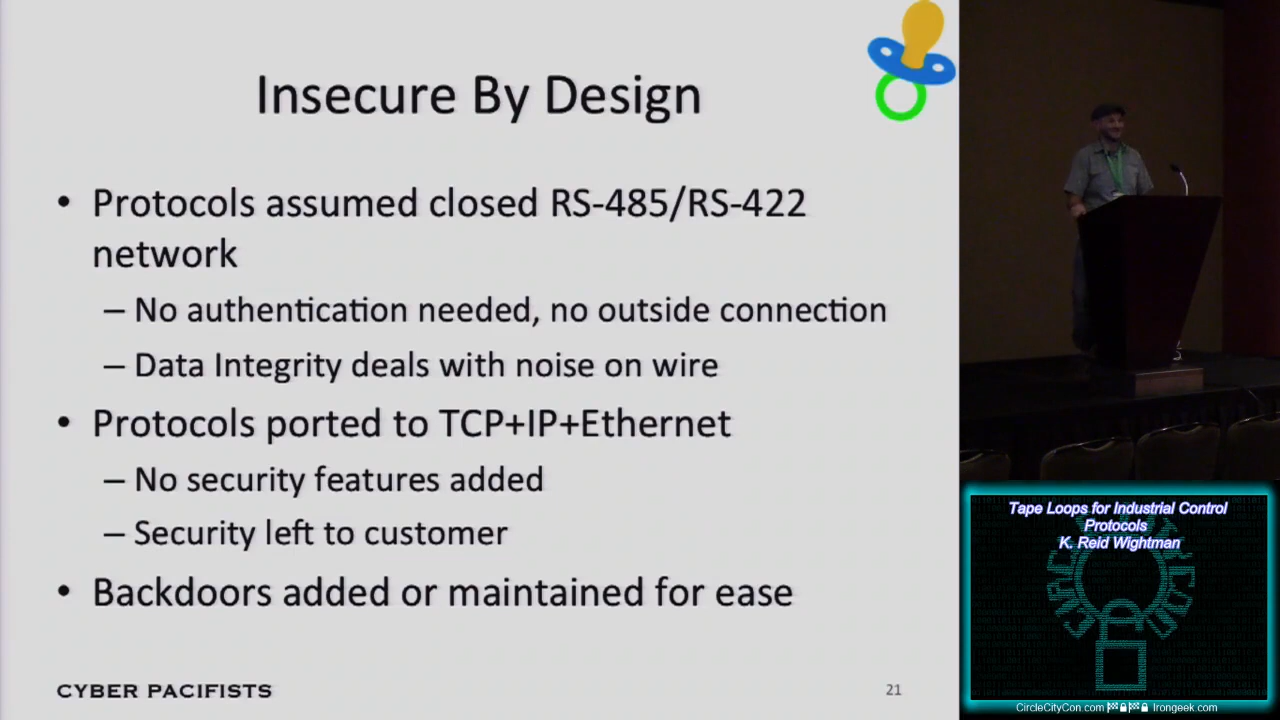 Insecure By Design
• Protocols assumed closed RS-485/RS-422
network
– No authentication needed, no outside connection
– Data Integrity deals with noise on wire
• Protocols ported to TCP+IP+Ethernet
– No security features added
– Security left to customer
• Backdoors added or maintained for ease
CYBER PACIFISTS
21
Tape Loops for Industrial Control
Protocols
K. Reid Wightman
CircleCityCon.com
Irongeek.com